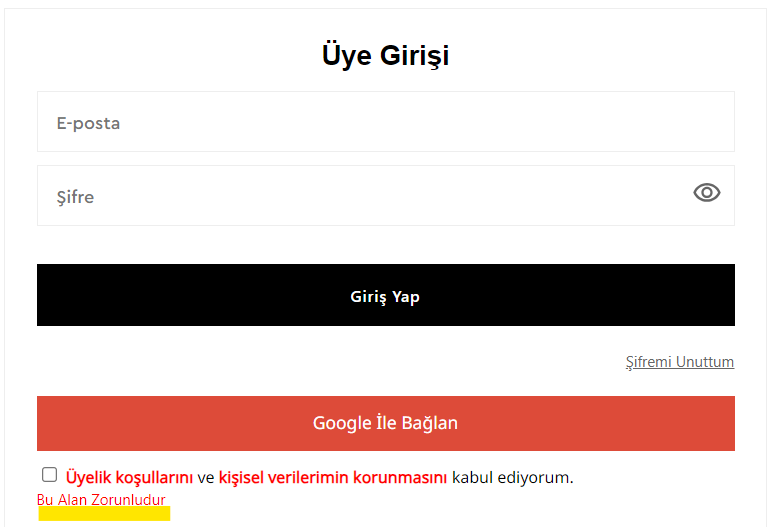 Üye Girişi
E-posta
Şifre
Giriş Yap
Şifremi Unuttum
Google İle Bağlan
Üyelik koşullarını ve kişisel verilerimin korunmasını kabul ediyorum.
Bu Alan Zorunludur